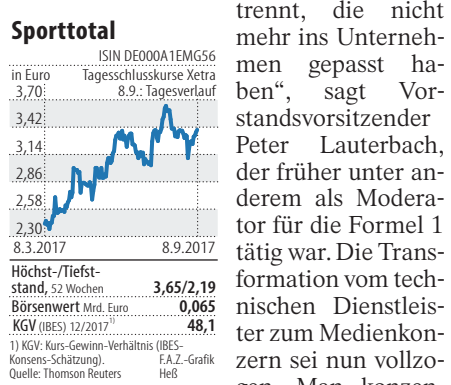 Sporttotal
ISIN DE000A1EMG56
in Euro Tagesschlusskurse Xetra
3,70 8.9.: Tagesverlauf
3,42
3,14
2,86
2,58
2,30
8.3.2017 8.9.2017
Höchst-/Tiefst-
stand, 52 Wochen 3,65/2,19
Börsenwert Mrd. Euro 0,065
KGV (IBES) 12/2017 1) 48,1
1) KGV: Kurs-Gewinn-Verhältnis (IBES-
Konsens-Schätzung). F.A.Z.-Grafik
Quelle: Thomson Reuters Heß
trennt, die nicht
mehr ins Unterneh-
men gepasst ha-
ben“, sagt Vor-
standsvorsitzender
Peter Lauterbach,
der früher unter an-
derem als Modera-
tor für die Formel 1
tätig war. Die Trans-
formation vom tech-
nischen Dienstleis-
ter zum Medienkon-
zern sei nun vollzo-
gen. Man konzen-